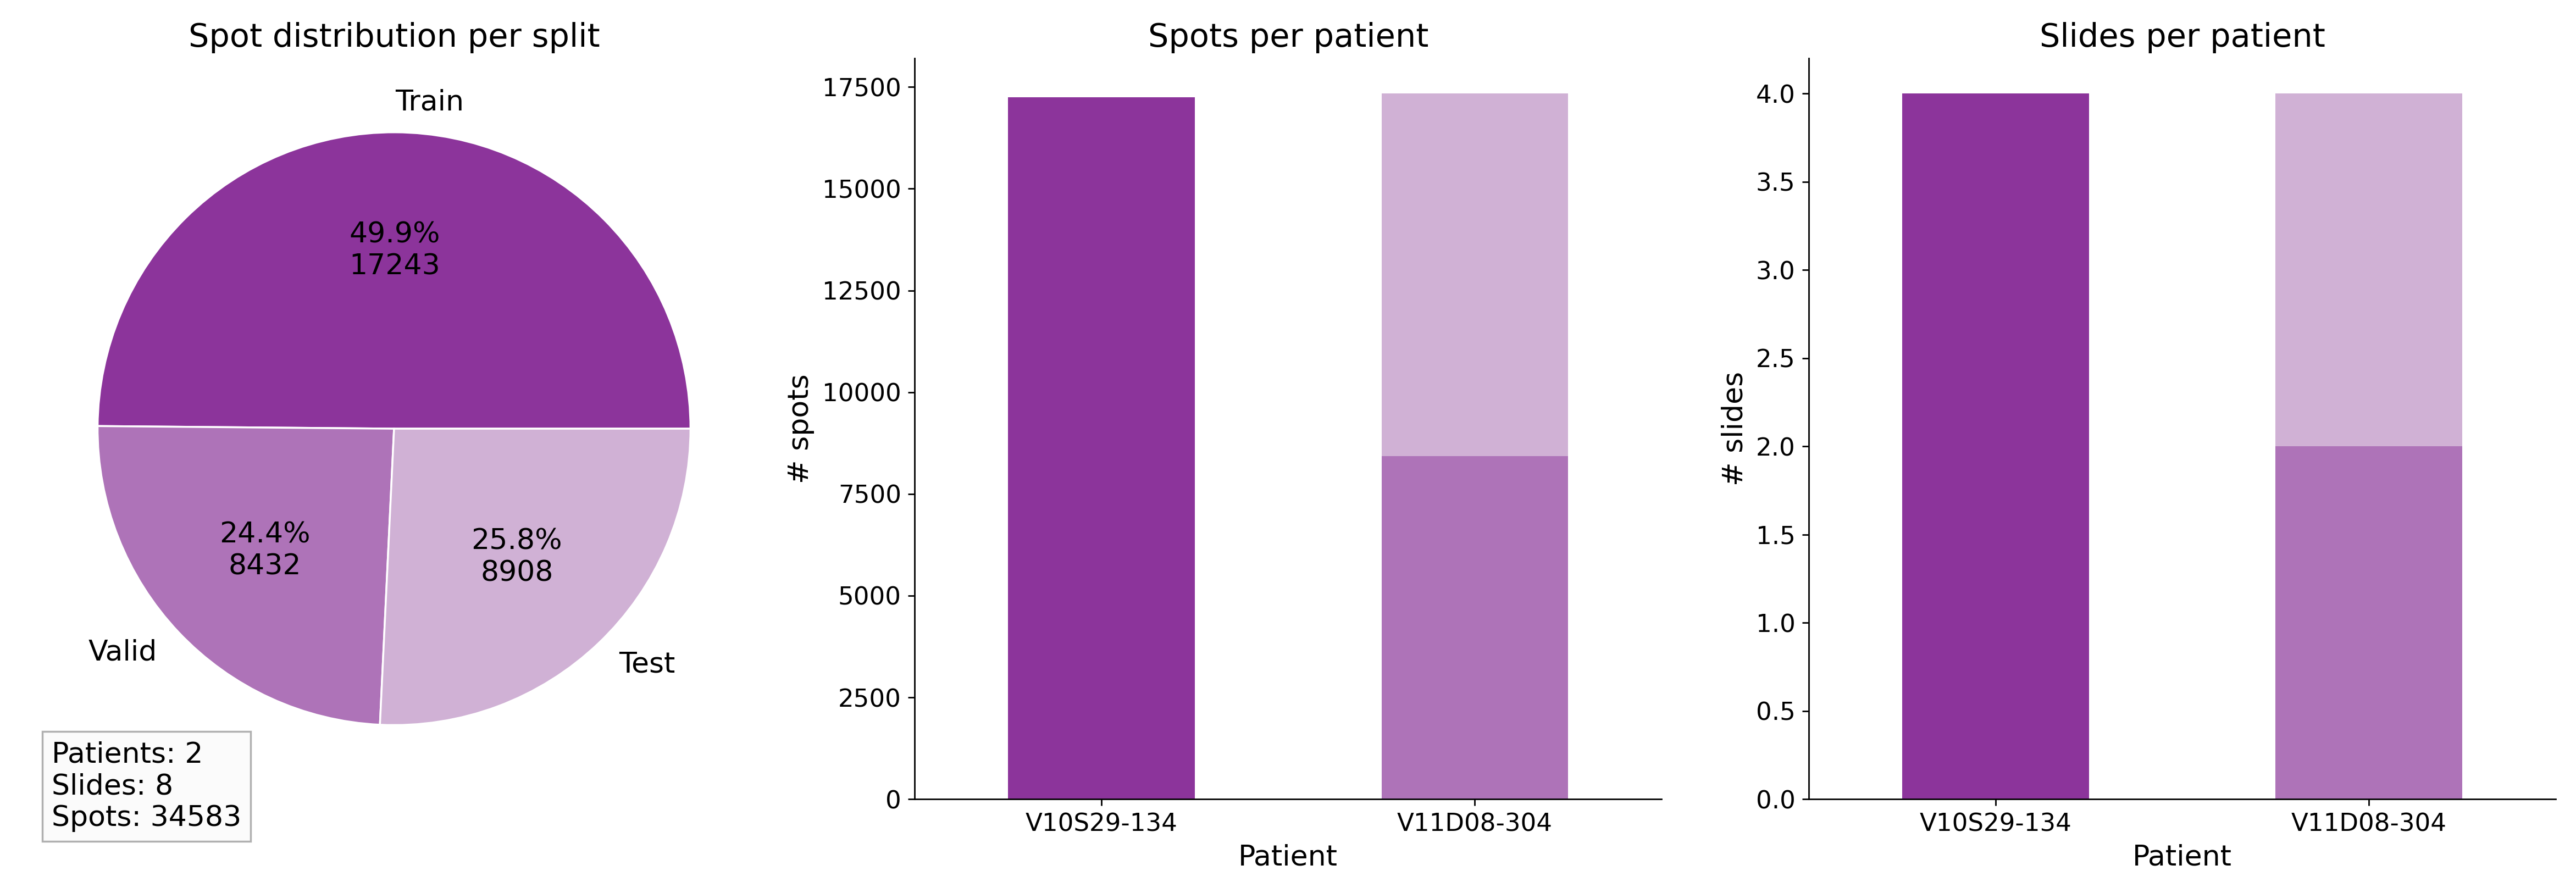 Spot distribution per split
Train
49.9%
17243
24.4%
8432
25.8%
8908
Valid
Test
Patients: 2
Slides: 8
Spots: 34583
Spots per patient
# spots
17500
15000
12500
10000
7500
5000
2500
0
V10S29-134
V11D08-304
Patient
Slides per patient
# slides
4.0
3.5
3.0
2.5
2.0
1.5
1.0
0.5
0.0
V10S29-134
V11D08-304
Patient